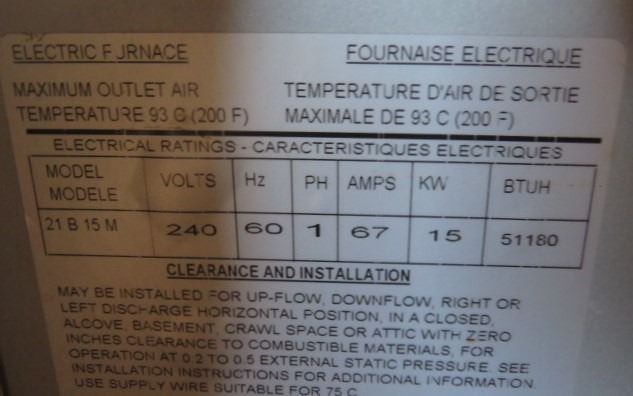 ELECTRIC FURNACE FOURNAISE ELECTRIQUE
MAXIMUM OUTLET AIR TEMPERATURE D'AIR DE SORTIE
TEMPERATURE 93 C (200 F) MAXIMALE DE 93 C (200 F)
ELECTRICAL RATINGS - CARACTERISTIQUES ELECTRIQUES
MODEL MODELE VOLTS Hz PH AMPS KW BTUH
21 B 15 M 240 60 1 67 15 51180
CLEARANCE AND INSTALLATION
MAY BE INSTALLED FOR UP-FLOW, DOWNFLOW, RIGHT OR
LEFT DISCHARGE HORIZONTAL POSITION, IN A CLOSED,
ALCOVE, BASEMENT, CRAWL SPACE OR ATTIC WITH ZERO
INCHES CLEARANCE TO COMBUSTIBLE MATERIALS, FOR
OPERATION AT 0.2 TO 0.5 EXTERNAL STATIC PRESSURE. SEE
INSTALLATION INSTRUCTIONS FOR ADDITIONAL INFORMATION.
USE SUPPLY WIRE SUITABLE FOR 75 C